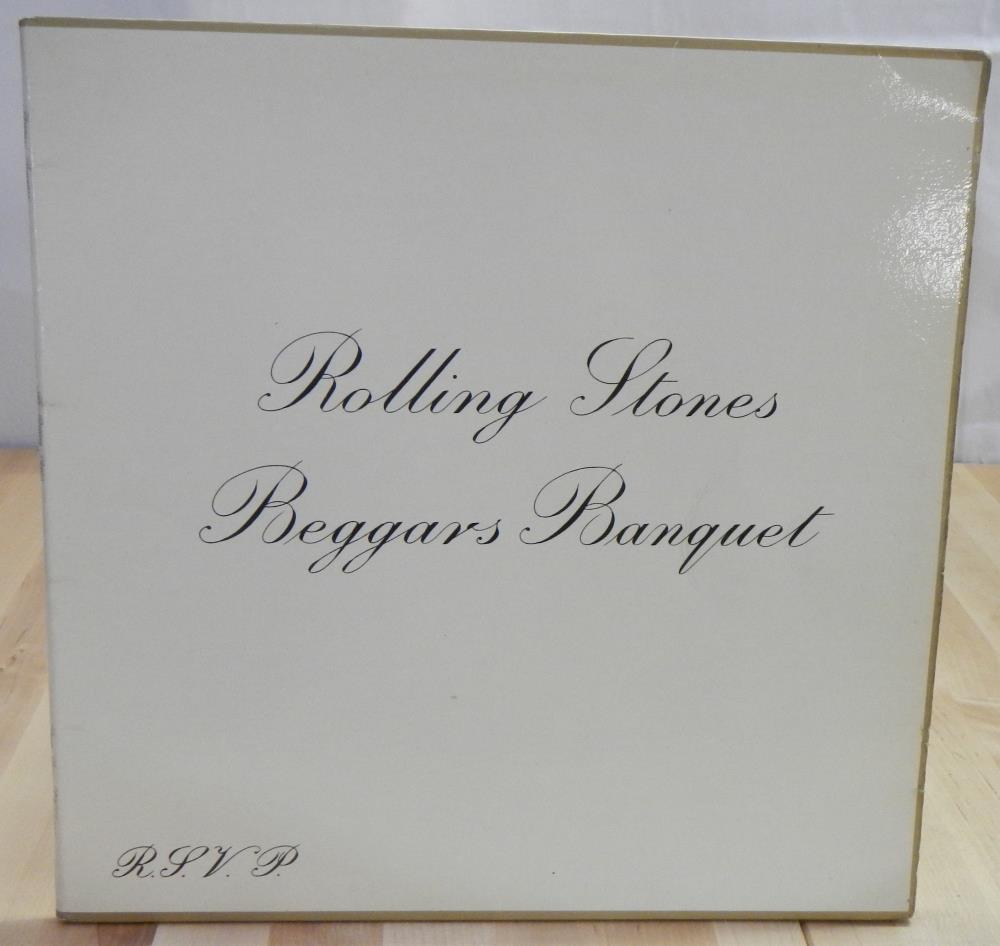 Rolling Stones
Beggars Banquet
R.S.V.P.